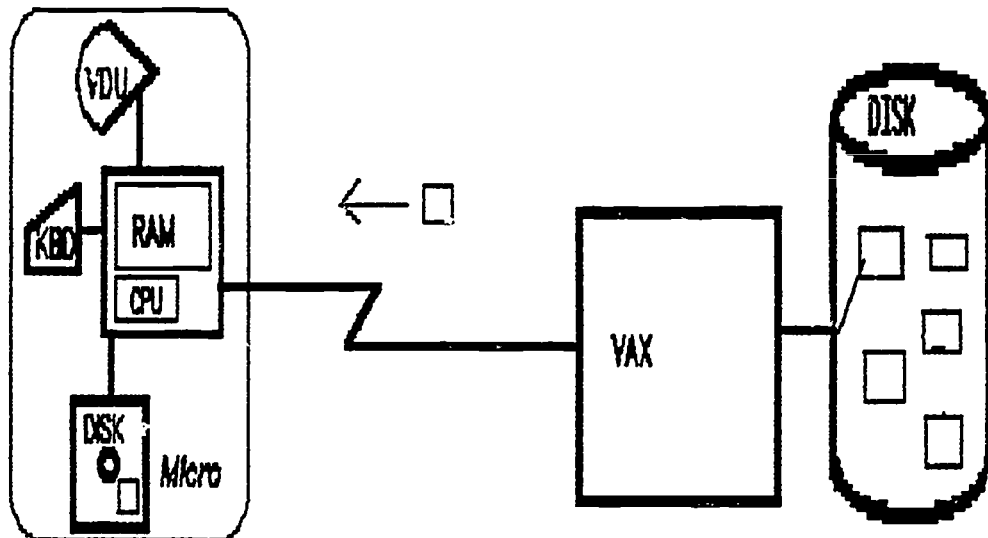 VDU
DISK
KBD
RAM
CPU
VAX
DISK
Micro